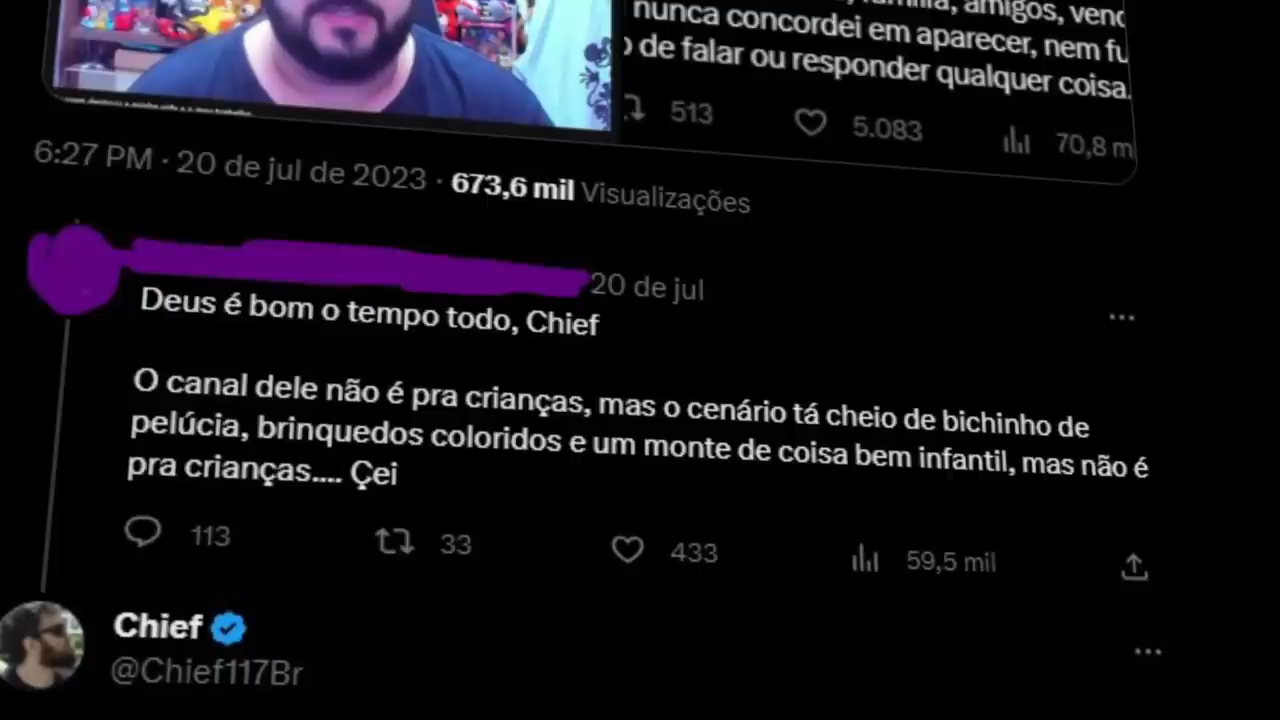 família, amigos,
nunca concordei em aparecer, nem
de falar ou responder qualquer coisa.
513 5.083 70,8 m
6:27 PM · 20 de jul de 2023 · 673,6 mil Visualizações
20 de jul
Deus é bom o tempo todo, Chief
O canal dele não é pra crianças, mas o cenário tá cheio de bichinho de
pelúcia, brinquedos coloridos e um monte de coisa bem infantil, mas não é
pra crianças.... Çei
113 33 433 59,5 mil
Chief
@Chief117Br